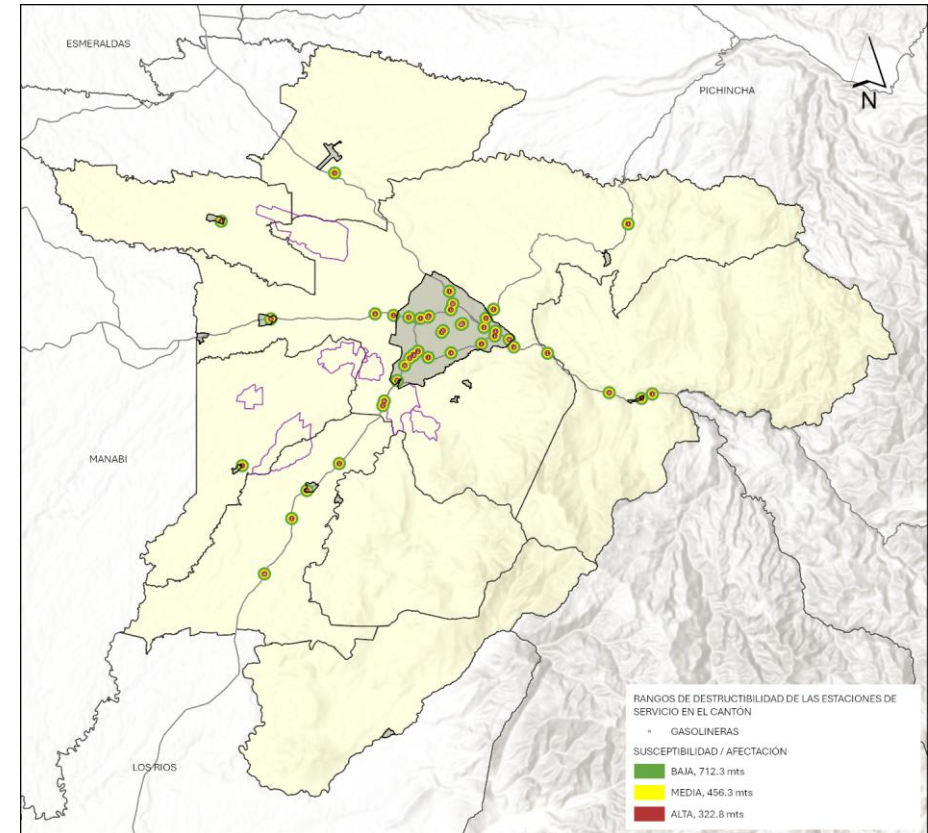 ESMERALDAS
PICHINCHA
N
MANABI
LOS RIOS
RANGOS DE DESTRUCTIBILIDAD DE LAS ESTACIONES DE
SERVICIO EN EL CANTÓN
GASOLINERAS
SUSCEPTIBILIDAD / AFECTACIÓN
BAJA, 712.3 mts
MEDIA, 456.3 mts
ALTA, 322.8 mts